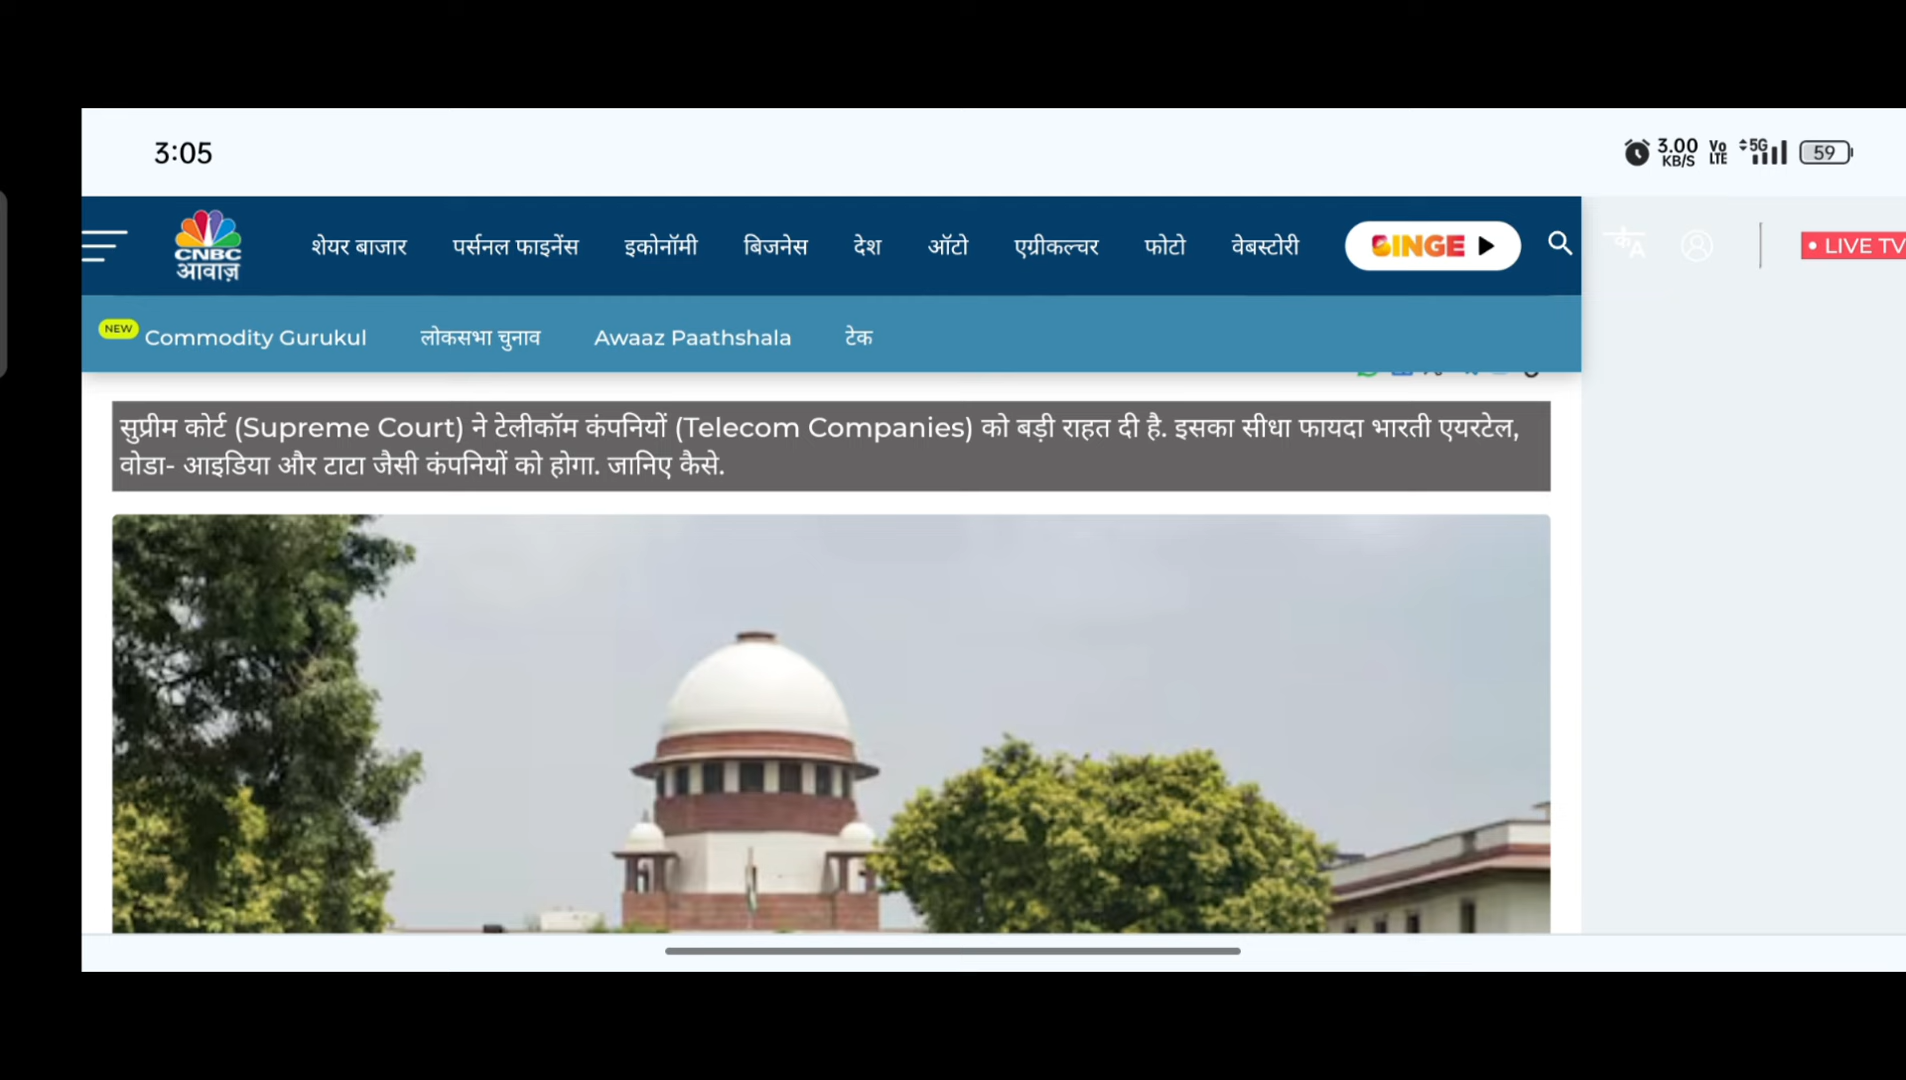 3:05
3.00 KB/S Vo LTE 5G 59
CNBC
आवाज़
शेयर बाजार पर्सनल फाइनेंस इकोनॉमी बिजनेस देश ऑटो एग्रीकल्चर फोटो वेबस्टोरी BINGE LIVE TV
NEW Commodity Gurukul लोकसभा चुनाव Awaaz Paathshala टेक
सुप्रीम कोर्ट (Supreme Court) ने टेलीकॉम कंपनियों (Telecom Companies) को बड़ी राहत दी है. इसका सीधा फायदा भारती एयरटेल,
वोडा- आइडिया और टाटा जैसी कंपनियों को होगा. जानिए कैसे.